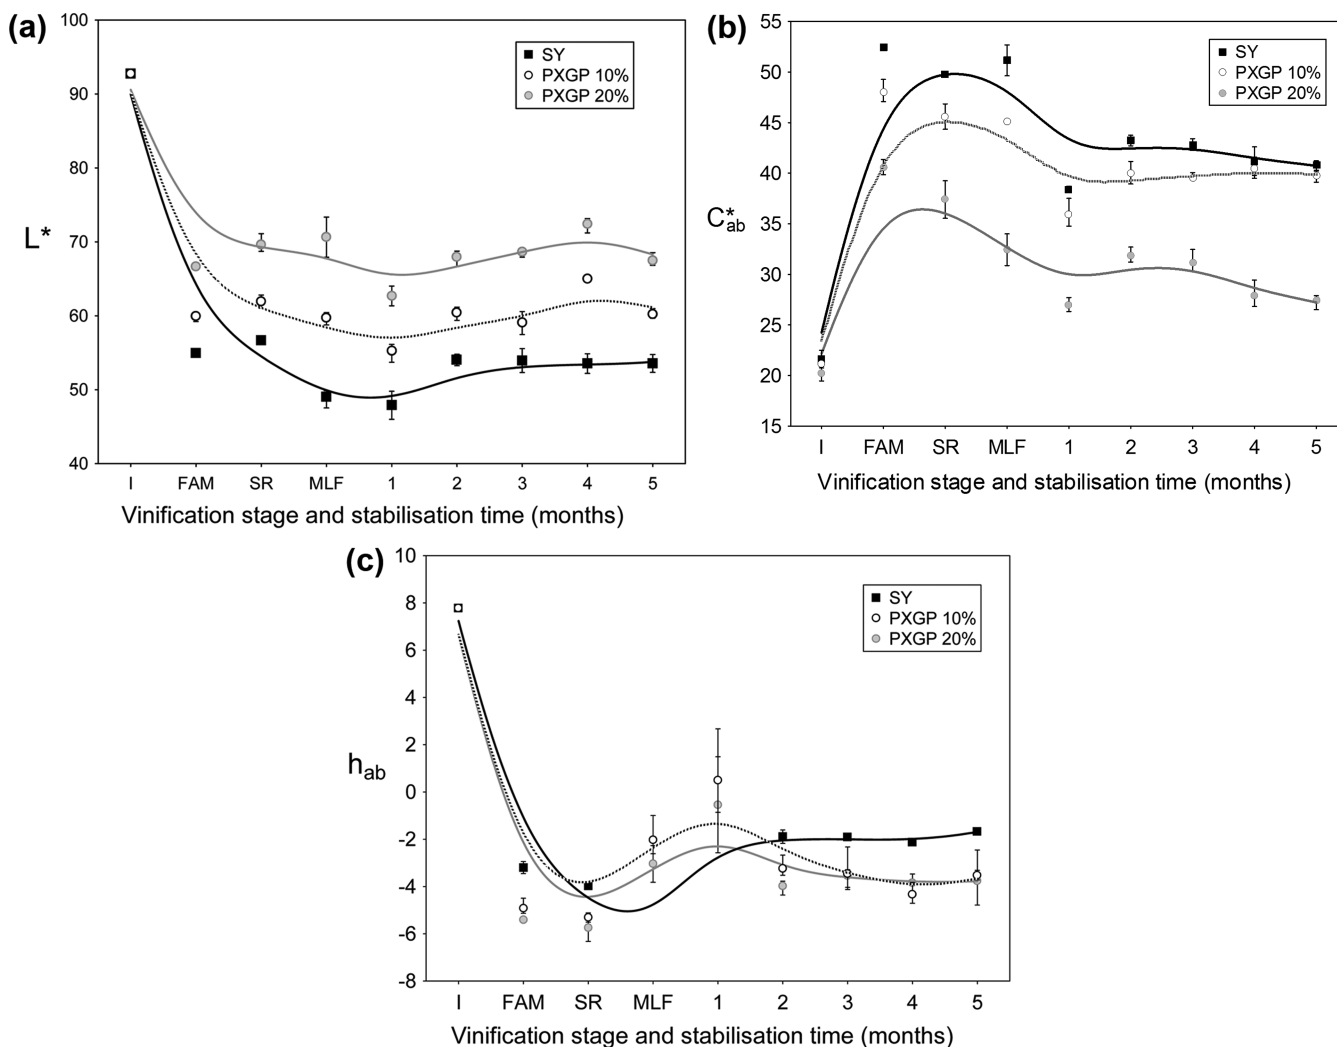 (a)
100
90
80
70
60
50
40
L*
SY
PXGP 10%
PXGP 20%
I FAM SR MLF 1 2 3 4 5
Vinification stage and stabilisation time (months)
(b)
55
50
45
40
35
30
25
20
15
C*ab
SY
PXGP 10%
PXGP 20%
I FAM SR MLF 1 2 3 4 5
Vinification stage and stabilisation time (months)
(c)
10
8
6
4
2
0
-2
-4
-6
-8
hab
SY
PXGP 10%
PXGP 20%
I FAM SR MLF 1 2 3 4 5
Vinification stage and stabilisation time (months)